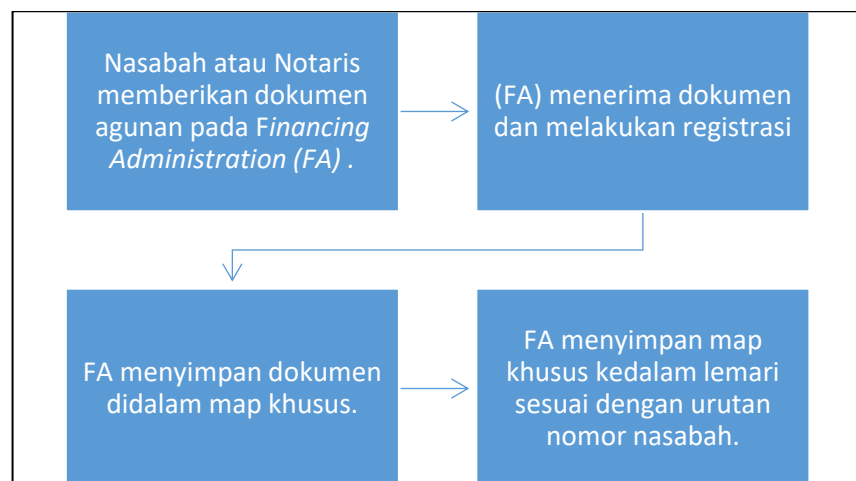 Nasabah atau Notaris
memberikan dokumen
agunan pada Financing
Administration (FA) .
(FA) menerima dokumen
dan melakukan registrasi
FA menyimpan dokumen
didalam map khusus.
FA menyimpan map
khusus kedalam lemari
sesuai dengan urutan
nomor nasabah.